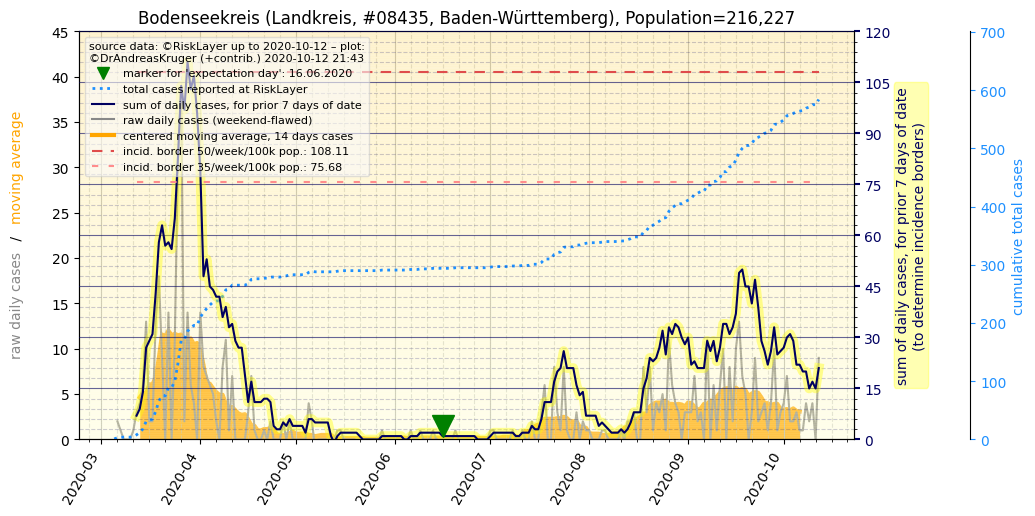 Bodenseekreis (Landkreis, #08435, Baden-Württemberg), Population=216,227
source data: ©RiskLayer up to 2020-10-12 – plot:
©DrAndreasKruger (+contrib.) 2020-10-12 21:43
marker for 'expectation day': 16.06.2020
total cases reported at RiskLayer
sum of daily cases, for prior 7 days of date
raw daily cases (weekend-flawed)
centered moving average, 14 days cases
incid. border 50/week/100k pop.: 108.11
incid. border 35/week/100k pop.: 75.68
raw daily cases / moving average
45
40
35
30
25
20
15
10
5
0
2020-03
2020-04
2020-05
2020-06
2020-07
2020-08
2020-09
2020-10
120
105
90
75
60
45
30
15
0
sum of daily cases, for prior 7 days of date
(to determine incidence borders)
700
600
500
400
300
200
100
0
cumulative total cases